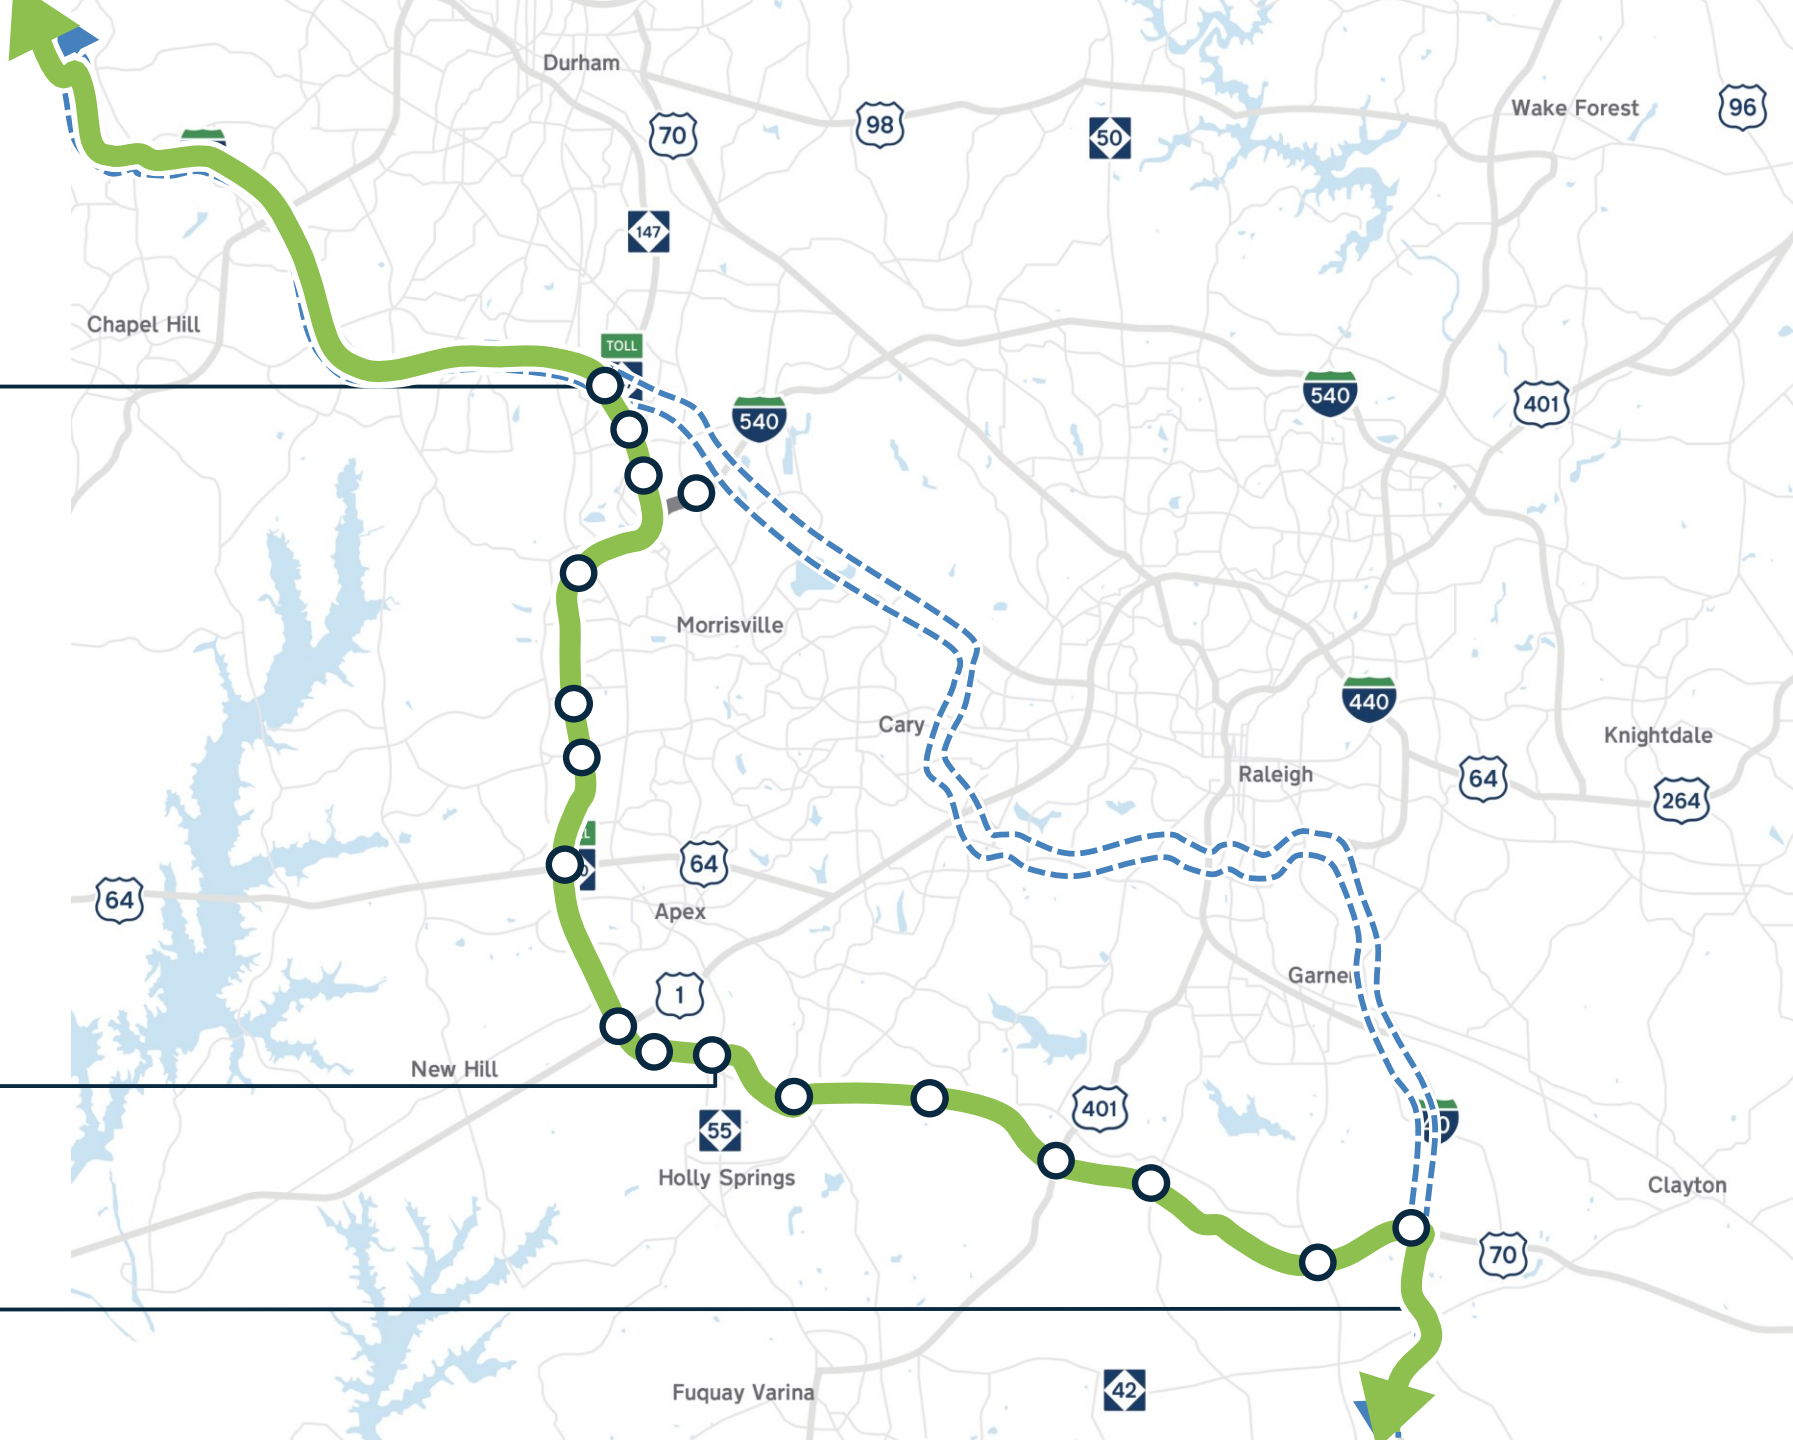 Durham
70
98
50
Wake Forest
96
147
Chapel Hill
TOLL
540
540
401
Morrisville
Cary
440
Knightdale
Raleigh
64
264
64
64
Apex
Garner
1
New Hill
401
55
Holly Springs
Clayton
70
Fuquay Varina
42